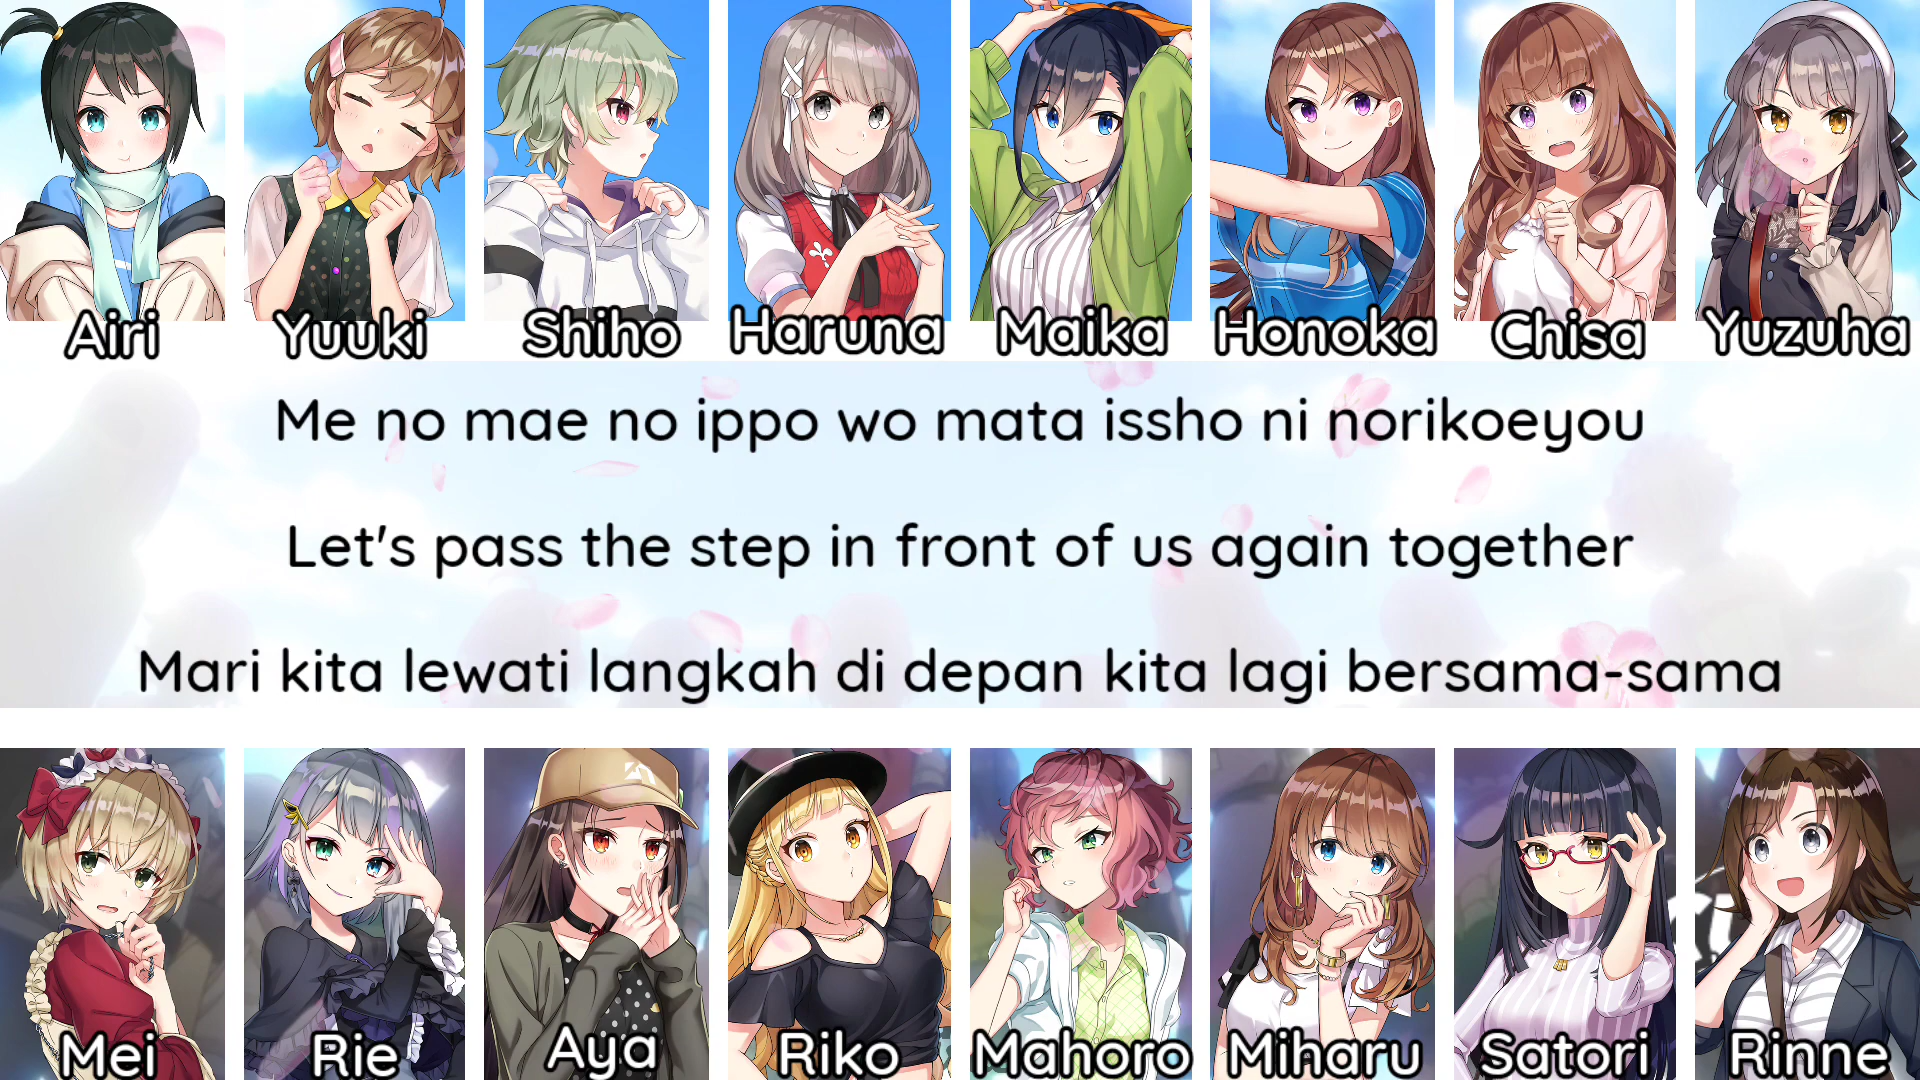 Airi Yuuki Shiho Haruna Maika Honoka Chisa Yuzuha
Me no mae no ippo wo mata issho ni norikoeyou
Let's pass the step in front of us again together
Mari kita lewati langkah di depan kita lagi bersama-sama
Mei Rie Aya Riko Mahoro Miharu Satori Rinne